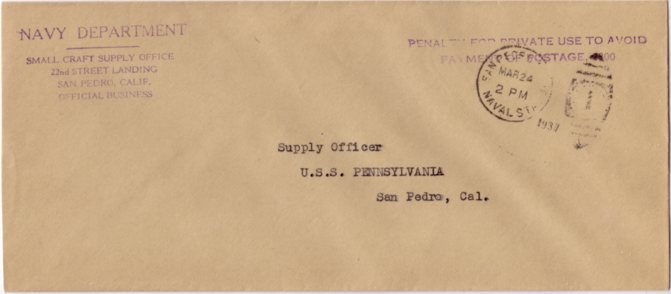 NAVY DEPARTMENT
SMALL CRAFT SUPPLY OFFICE
22nd STREET LANDING
SAN PEDRO, CALIF.
OFFICIAL BUSINESS
PENALTY FOR PRIVATE USE TO AVOID
PAYMENT OF POSTAGE, $300
SAN PEDRO
MAR 24
2 PM
NAVAL STA
1937
1
Supply Officer
U.S.S. PENNSYLVANIA
San Pedro, Cal.